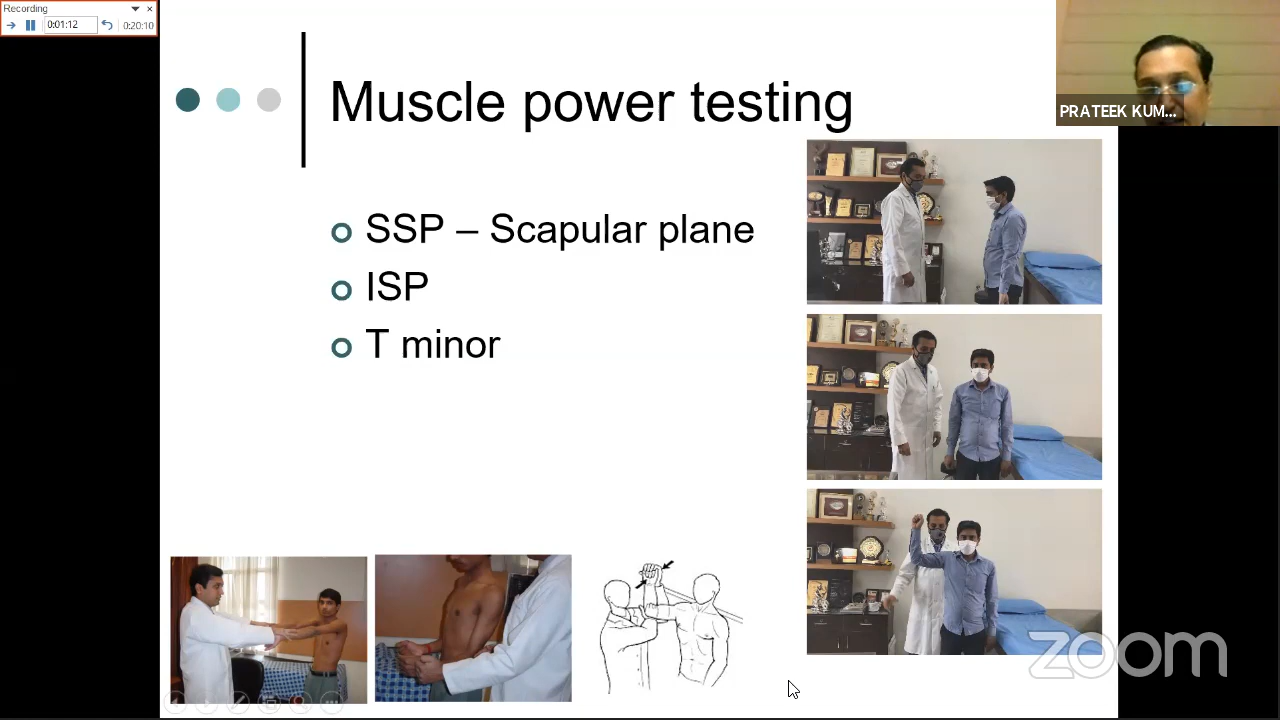 Recording
0:01:12
0:20:10
Muscle power testing
PRATEEK KUM...
SSP – Scapular plane
ISP
T minor
zoom